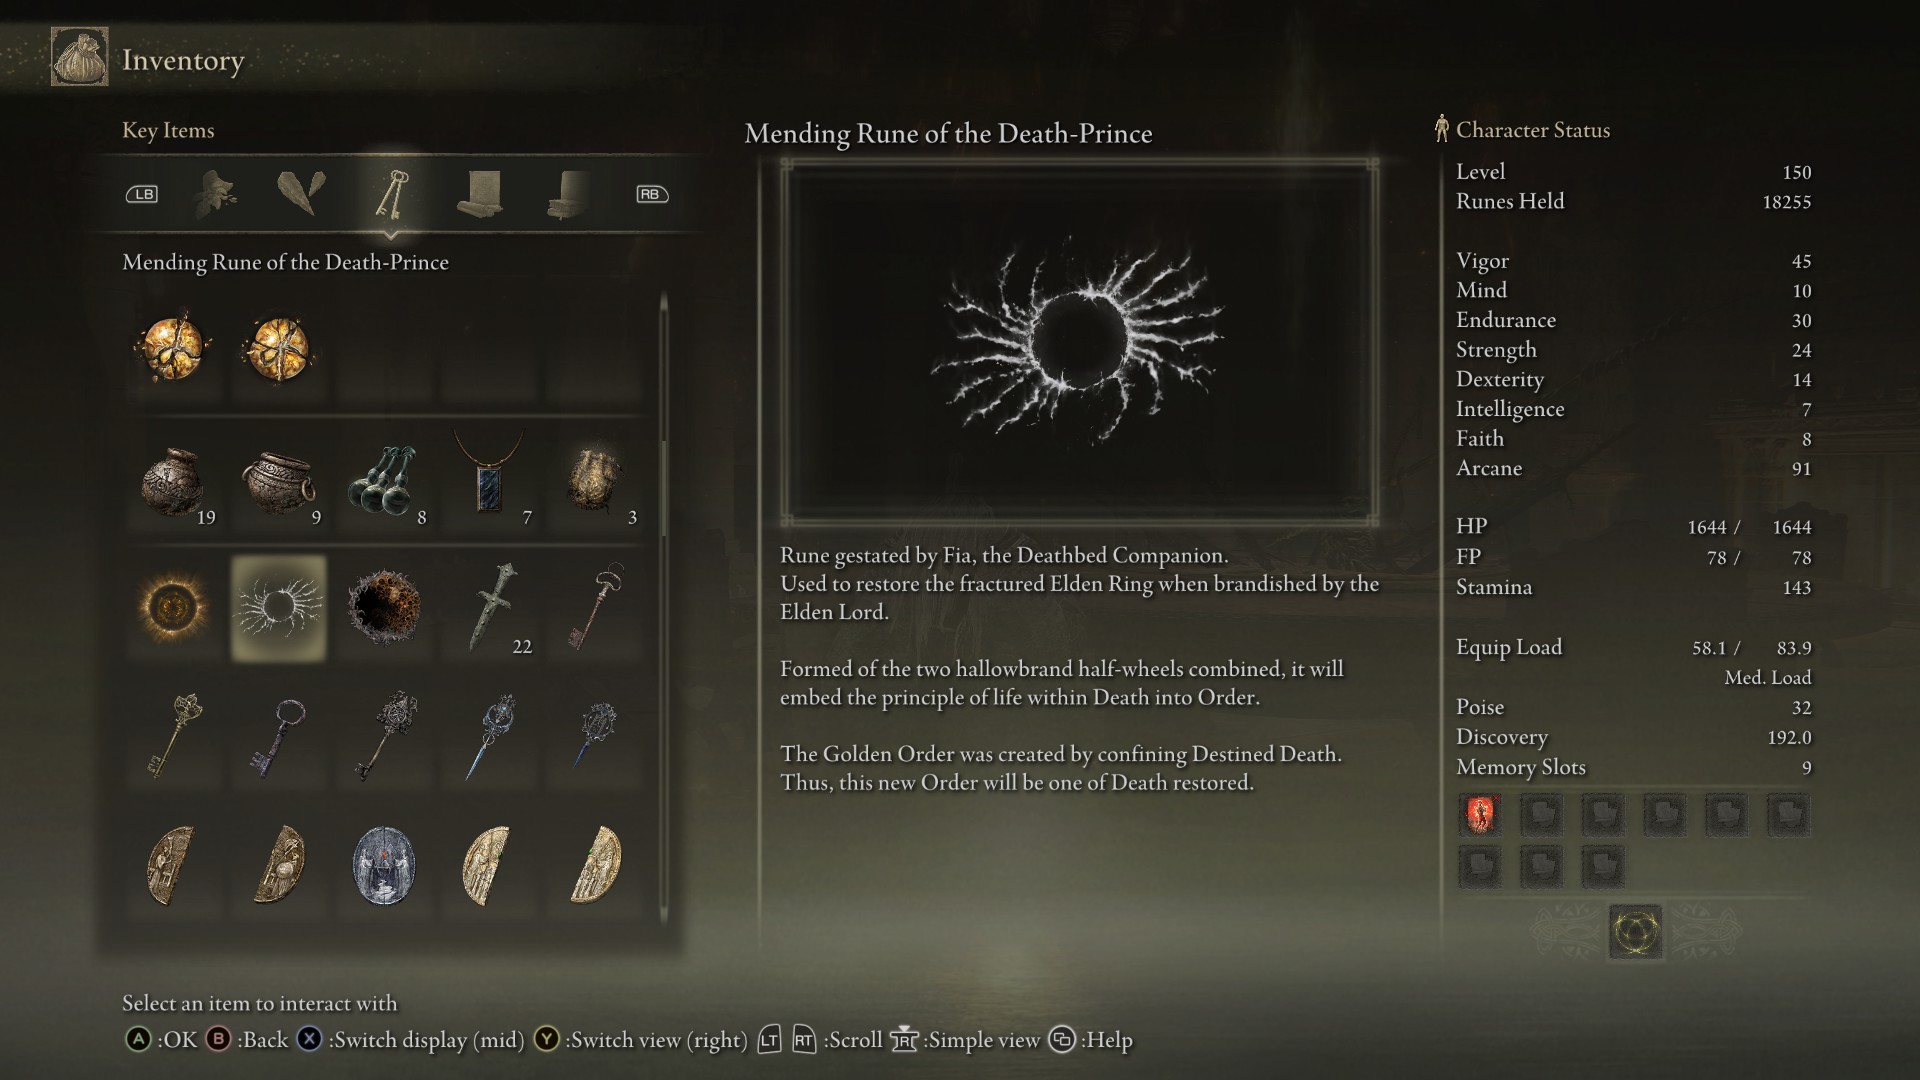 Inventory
Key Items
LB
RB
Mending Rune of the Death-Prince
19
9
8
7
3
22
Mending Rune of the Death-Prince
Rune gestated by Fia, the Deathbed Companion.
Used to restore the fractured Elden Ring when brandished by the
Elden Lord.
Formed of the two hallowbrand half-wheels combined, it will
embed the principle of life within Death into Order.
The Golden Order was created by confining Destined Death.
Thus, this new Order will be one of Death restored.
Character Status
Level 150
Runes Held 18255
Vigor 45
Mind 10
Endurance 30
Strength 24
Dexterity 14
Intelligence 7
Faith 8
Arcane 91
HP 1644 / 1644
FP 78 / 78
Stamina 143
Equip Load 58.1 / 83.9
Med. Load
Poise 32
Discovery 192.0
Memory Slots 9
Select an item to interact with
A :OK B :Back X :Switch display (mid) Y :Switch view (right) LT RT :Scroll R :Simple view :Help